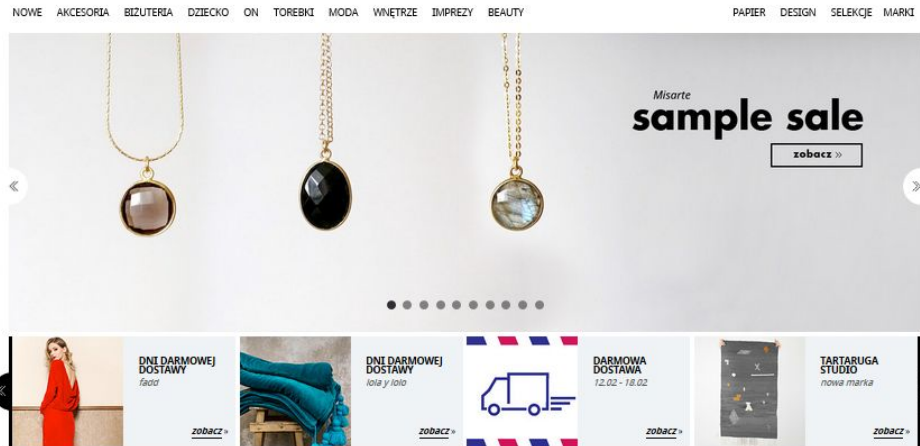 NOWE AKCESORIA BIŻUTERIA DZIECKO ON TOREBKI MODA WNĘTRZE IMPREZY BEAUTY PAPIER DESIGN SELEKCJE MARKI
Misarte
sample sale
zobacz »
DNI DARMOWEJ
DOSTAWY
fadd
zobacz »
DNI DARMOWEJ
DOSTAWY
lola y lolo
zobacz »
DARMOWA
DOSTAWA
12.02 - 18.02
zobacz »
TARTARUGA
STUDIO
nowa marka
zobacz »